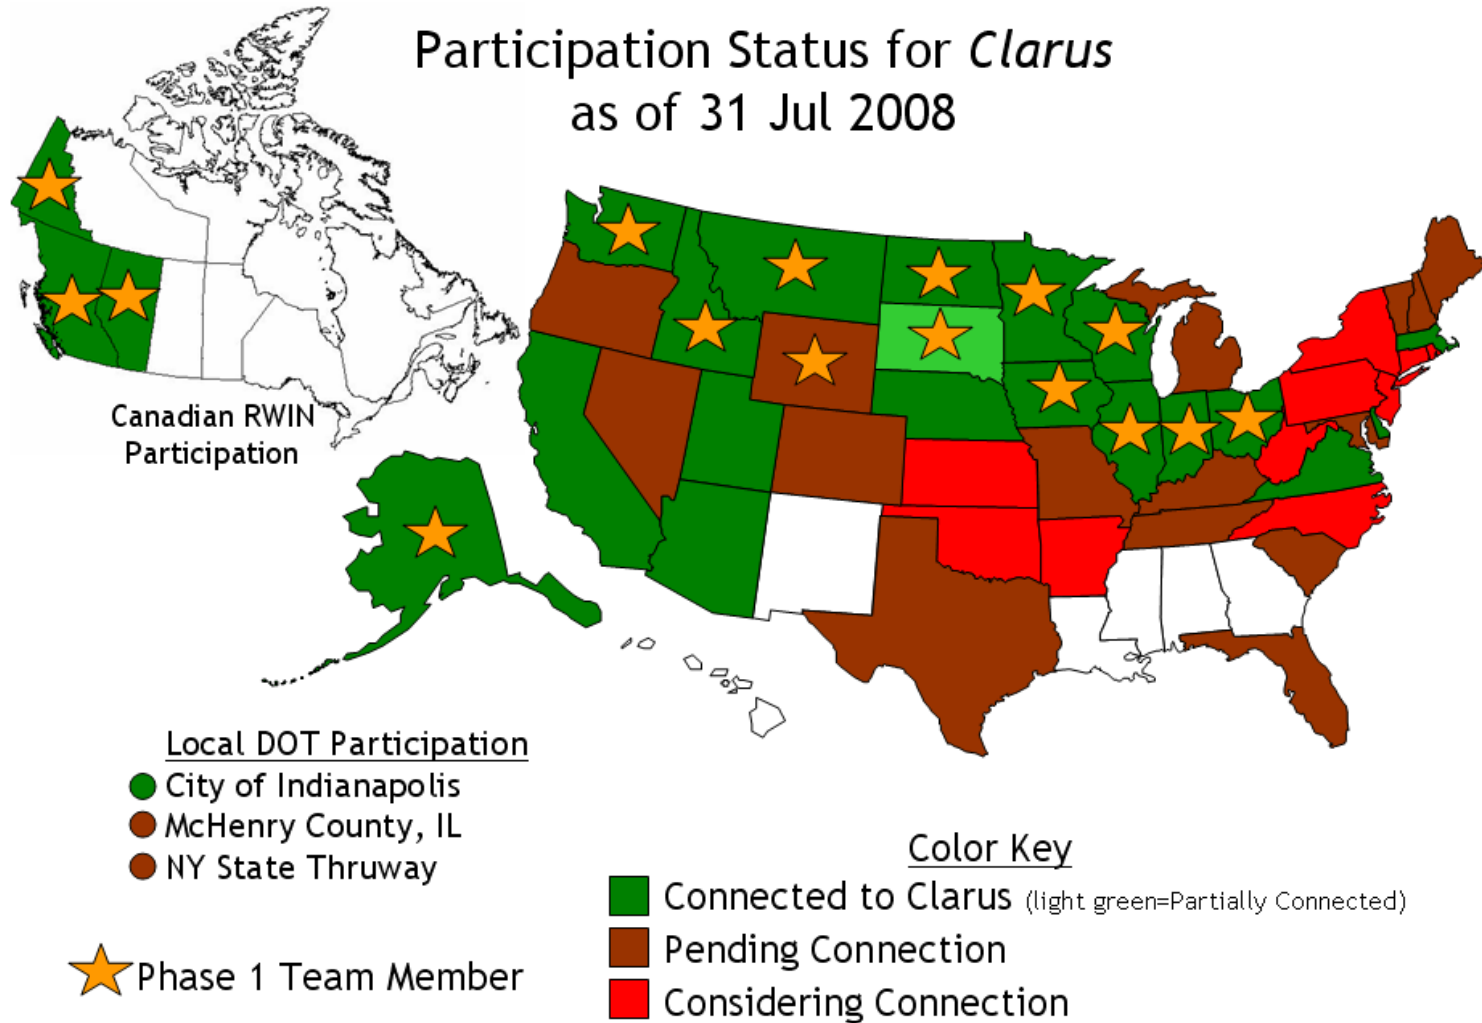 Participation Status for Clarus
as of 31 Jul 2008
Canadian RWIN
Participation
Local DOT Participation
City of Indianapolis
McHenry County, IL
NY State Thruway
Phase 1 Team Member
Color Key
Connected to Clarus (light green=Partially Connected)
Pending Connection
Considering Connection